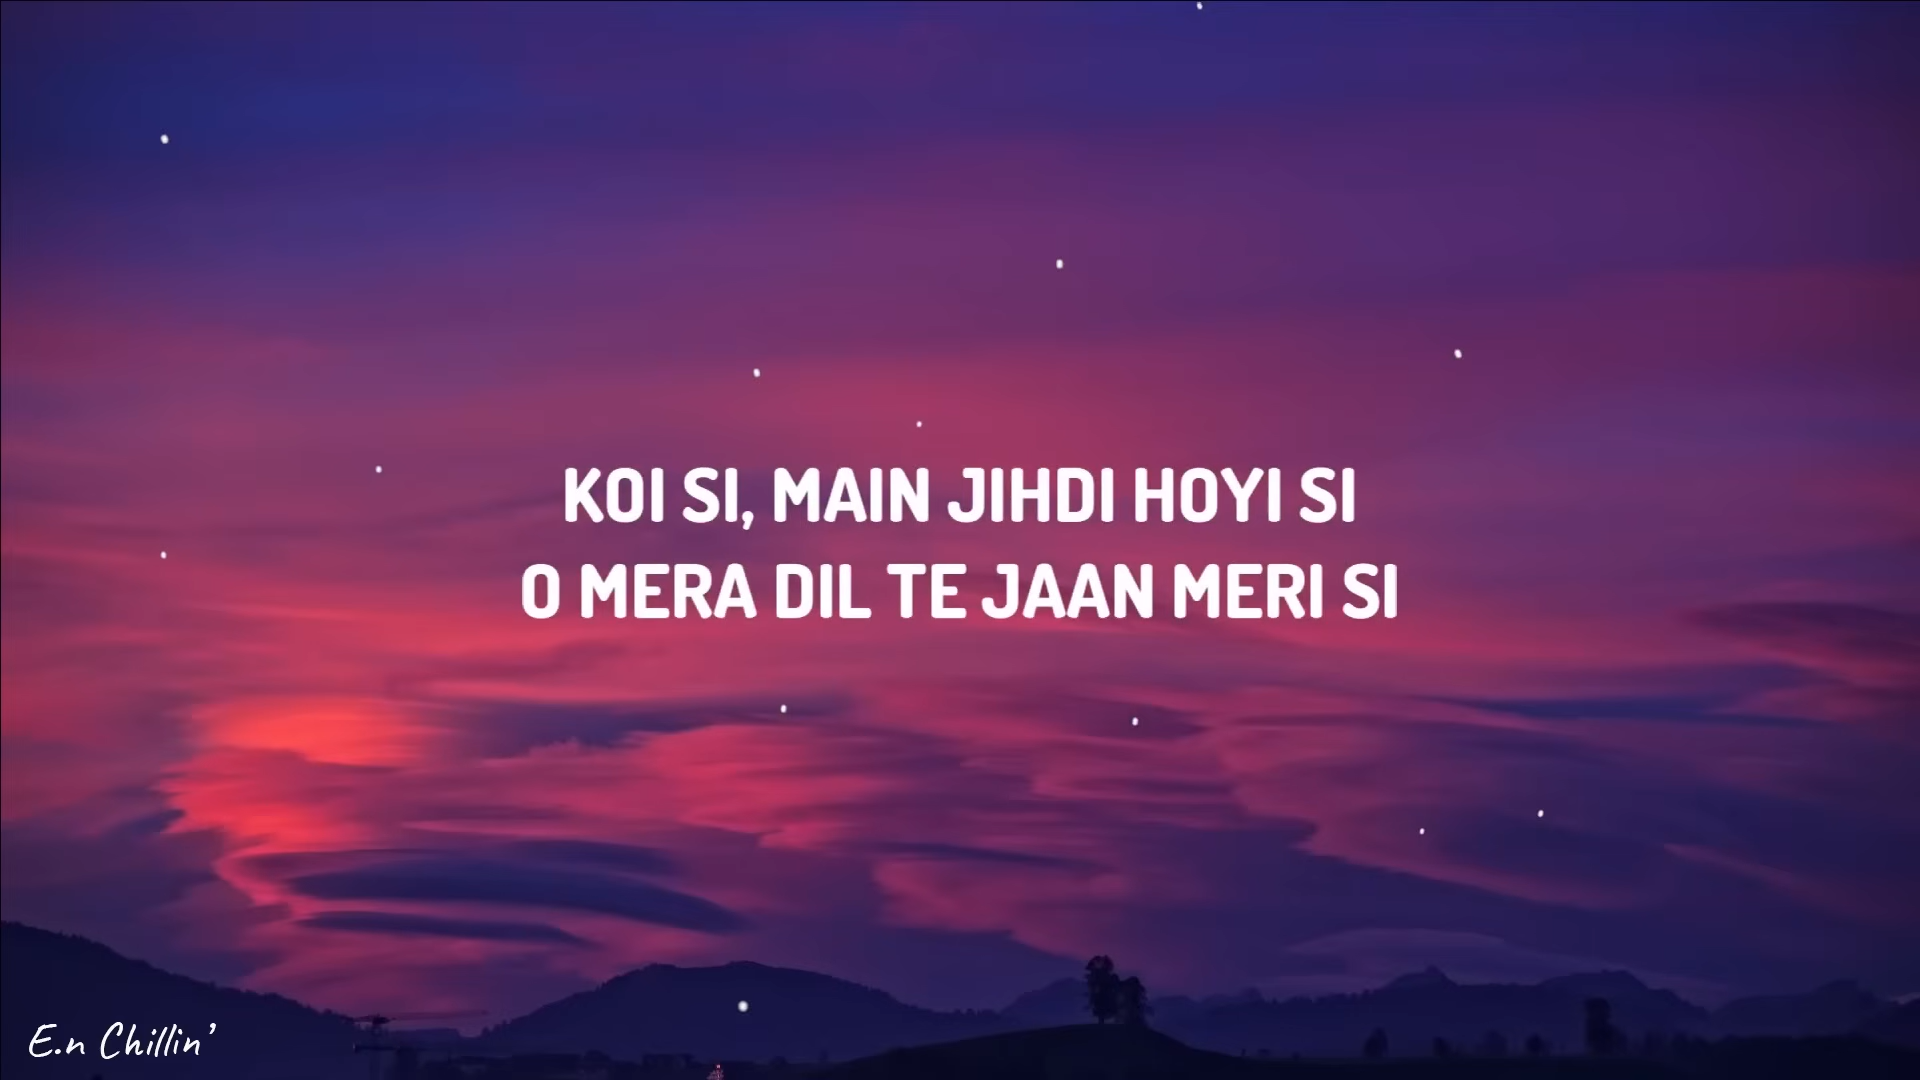 KOI SI, MAIN JIHDI HOYI SI
O MERA DIL TE JAAN MERI SI
E.n Chillin'